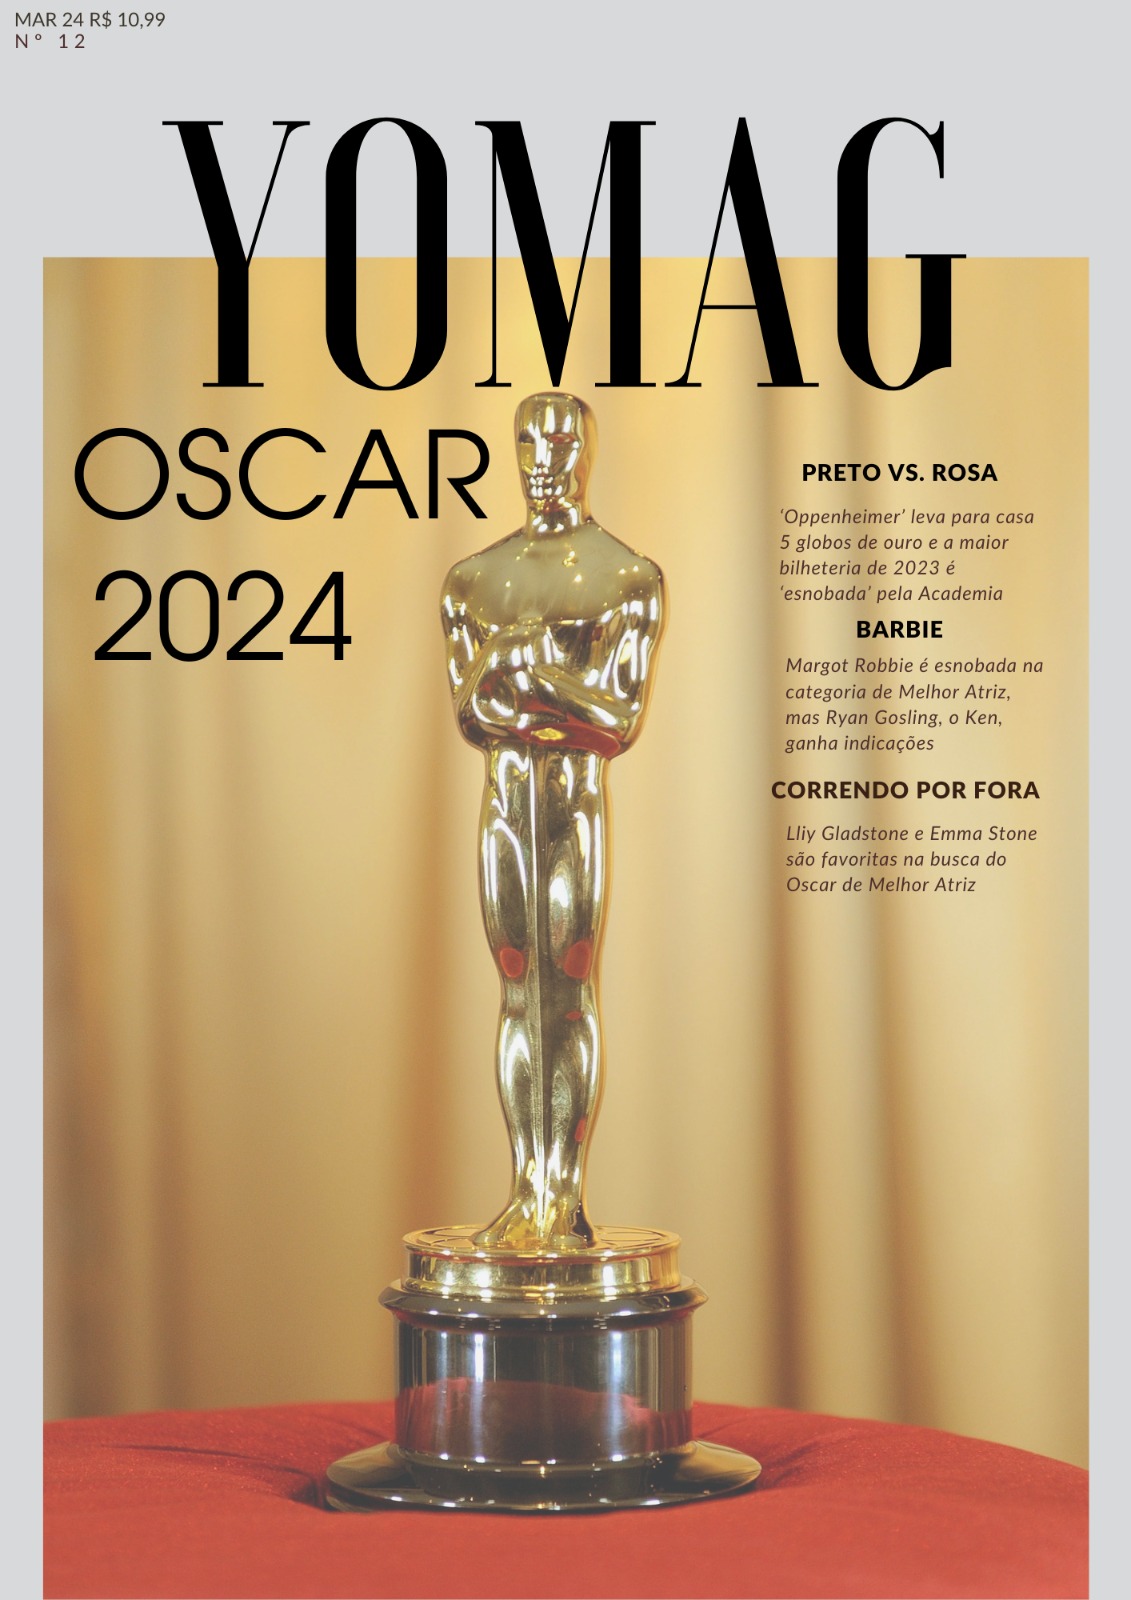 MAR 24 R$ 10,99
Nº 12
YOMAG
OSCAR
2024
PRETO VS. ROSA
‘Oppenheimer’ leva para casa
5 globos de ouro e a maior
bilheteria de 2023 é
‘esnobada’ pela Academia
BARBIE
Margot Robbie é esnobada na
categoria de Melhor Atriz,
mas Ryan Gosling, o Ken,
ganha indicações
CORRENDO POR FORA
Lliy Gladstone e Emma Stone
são favoritas na busca do
Oscar de Melhor Atriz